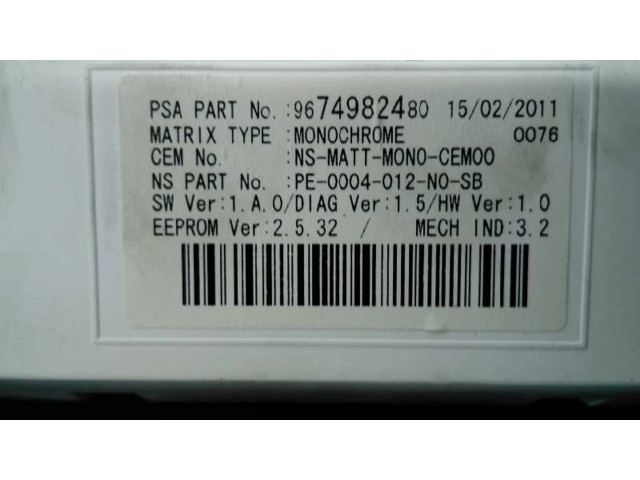 PSA PART No.:9674982480 15/02/2011
MATRIX TYPE :MONOCHROME 0076
CEM No. :NS-MATT-MONO-CEM00
NS PART No. :PE-0004-012-N0-SB
SW Ver:1.A.0/DIAG Ver:1.5/HW Ver:1.0
EEPROM Ver:2.5.32 / MECH IND:3.2